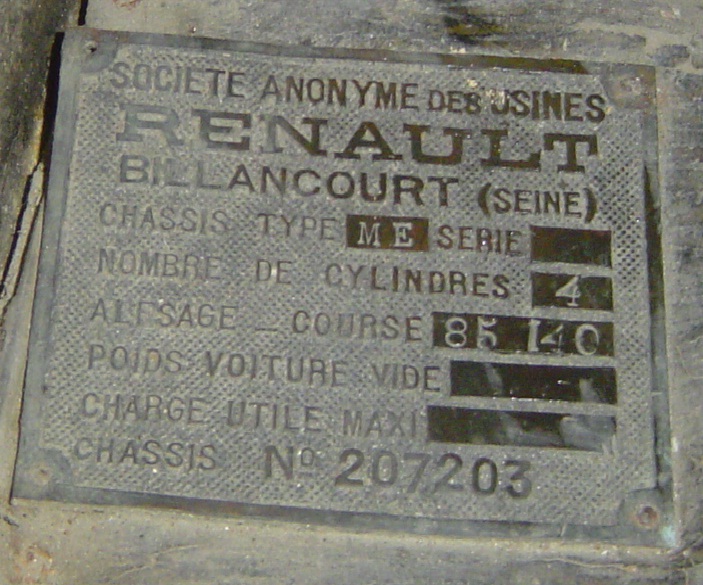 SOCIETE ANONYME DES USINES
RENAULT
BILLANCOURT (SEINE)
CHASSIS TYPE ME SERIE
NOMBRE DE CYLINDRES 4
ALESAGE - COURSE 85 140
POIDS VOITURE VIDE
CHARGE UTILE MAXI
CHASSIS No 207203